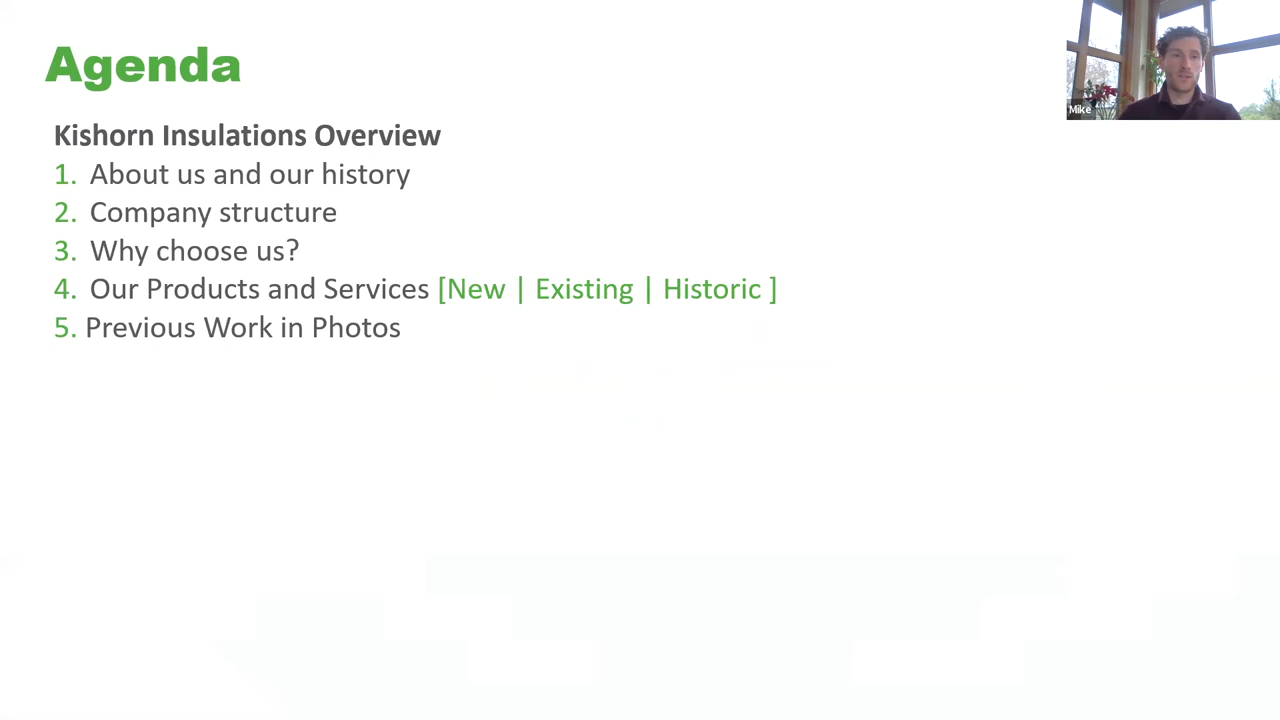 Agenda
Mike
Kishorn Insulations Overview
1. About us and our history
2. Company structure
3. Why choose us?
4. Our Products and Services [New | Existing | Historic ]
5. Previous Work in Photos